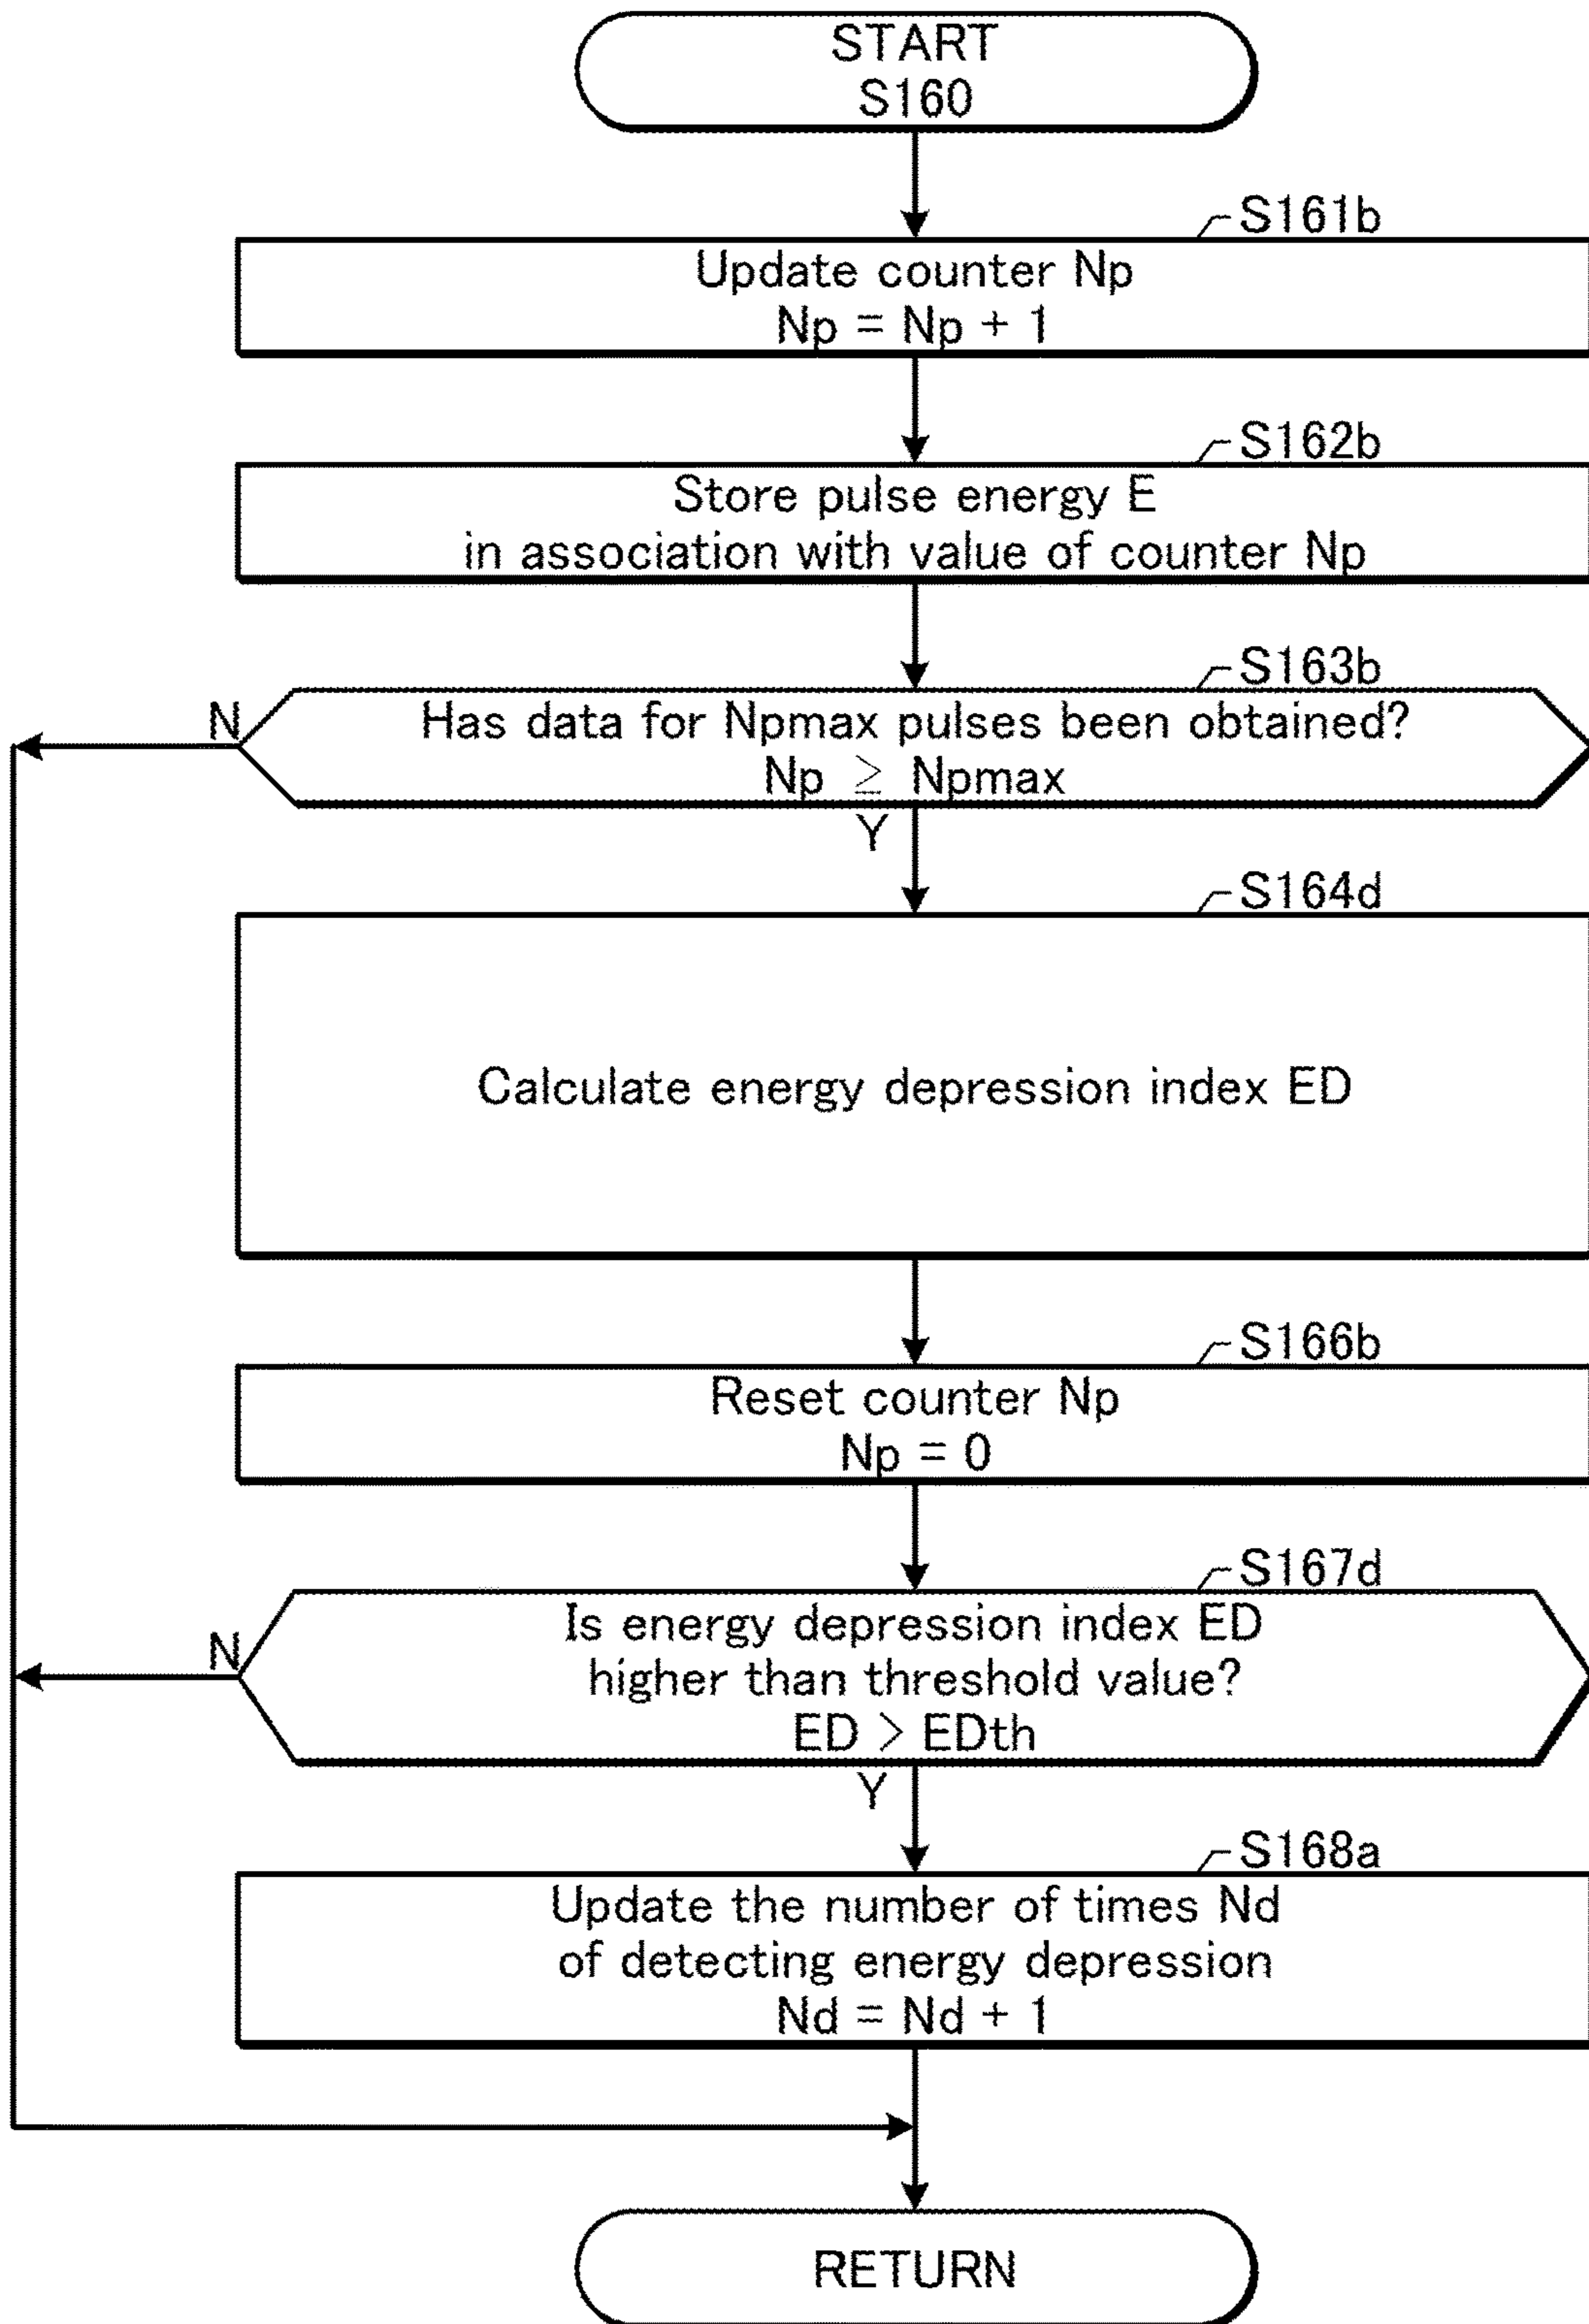 START
S160
S161b
Update counter Np
Np = Np + 1
S162b
Store pulse energy E
in association with value of counter Np
S163b
N
Has data for Npmax pulses been obtained?
Np ≥ Npmax
Y
S164d
Calculate energy depression index ED
S166b
Reset counter Np
Np = 0
S167d
N
Is energy depression index ED
higher than threshold value?
ED > EDth
Y
S168a
Update the number of times Nd
of detecting energy depression
Nd = Nd + 1
RETURN